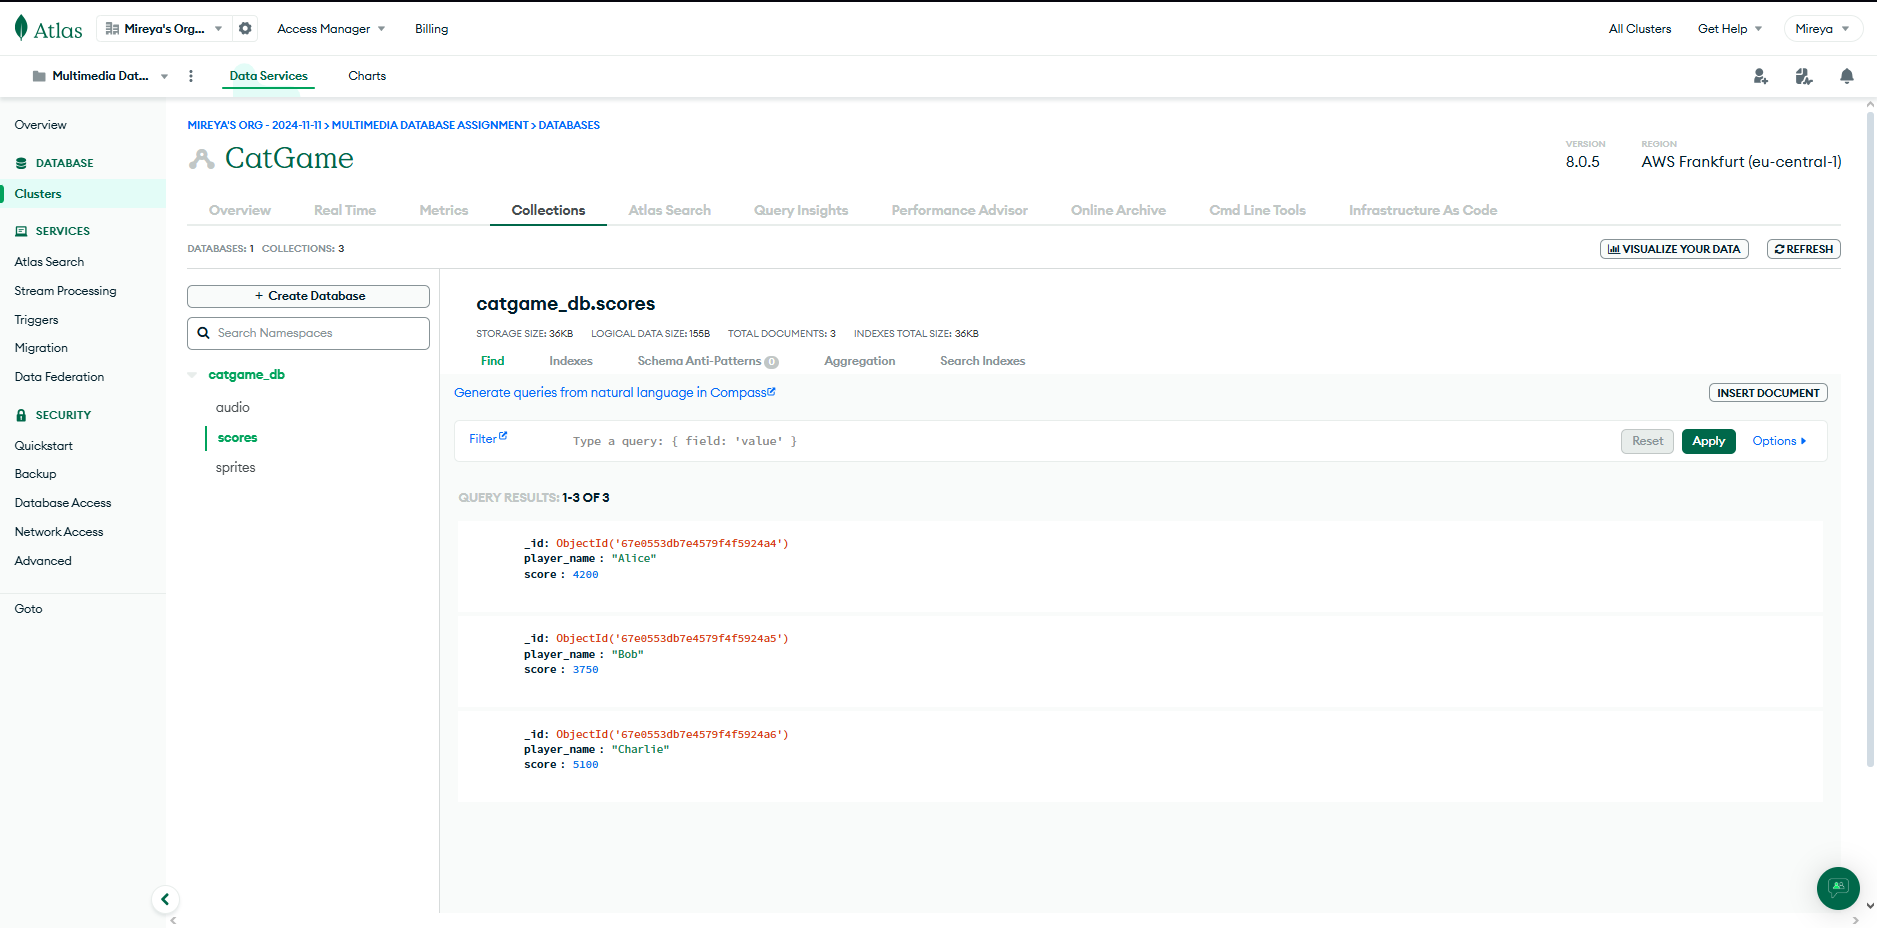 Atlas
Mireya's Org...
Access Manager
Billing
All Clusters
Get Help
Mireya
Multimedia Dat...
Data Services
Charts
Overview
DATABASE
Clusters
SERVICES
Atlas Search
Stream Processing
Triggers
Migration
Data Federation
SECURITY
Quickstart
Backup
Database Access
Network Access
Advanced
Goto
MIREYA'S ORG - 2024-11-11 > MULTIMEDIA DATABASE ASSIGNMENT > DATABASES
CatGame
VERSION
8.0.5
REGION
AWS Frankfurt (eu-central-1)
Overview
Real Time
Metrics
Collections
Atlas Search
Query Insights
Performance Advisor
Online Archive
Cmd Line Tools
Infrastructure As Code
DATABASES: 1 COLLECTIONS: 3
VISUALIZE YOUR DATA
REFRESH
+ Create Database
Search Namespaces
catgame_db
audio
scores
sprites
catgame_db.scores
STORAGE SIZE: 36KB LOGICAL DATA SIZE: 155B TOTAL DOCUMENTS: 3 INDEXES TOTAL SIZE: 36KB
Find
Indexes
Schema Anti-Patterns 0
Aggregation
Search Indexes
Generate queries from natural language in Compass
INSERT DOCUMENT
Filter
Type a query: { field: 'value' }
Reset
Apply
Options
QUERY RESULTS: 1-3 OF 3
_id: ObjectId('67e0553db7e4579f4f5924a4')
player_name : "Alice"
score : 4200
_id: ObjectId('67e0553db7e4579f4f5924a5')
player_name : "Bob"
score : 3750
_id: ObjectId('67e0553db7e4579f4f5924a6')
player_name : "Charlie"
score : 5100